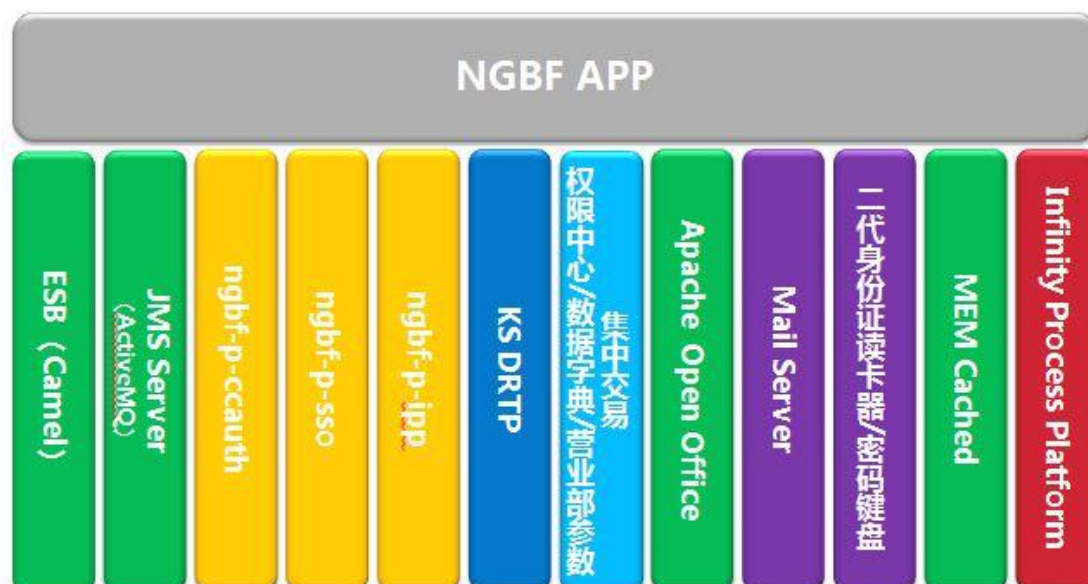 NGBF APP
ESB（Camel）
JMS Server
（ActiveMQ）
ngbf-p-ccauth
ngbf-p-sso
ngbf-p-ipp
KS DRTP
集中交易
权限中心/数据字典/营业部参数
Apache Open Office
Mail Server
二代身份证读卡器/密码键盘
MEM Cached
Infinity Process Platform